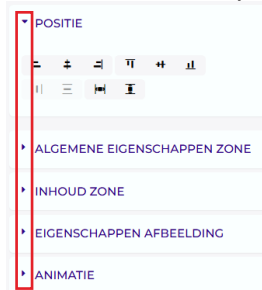 POSITIE
ALGEMENE EIGENSCHAPPEN ZONE
INHOUD ZONE
EIGENSCHAPPEN AFBEELDING
ANIMATIE